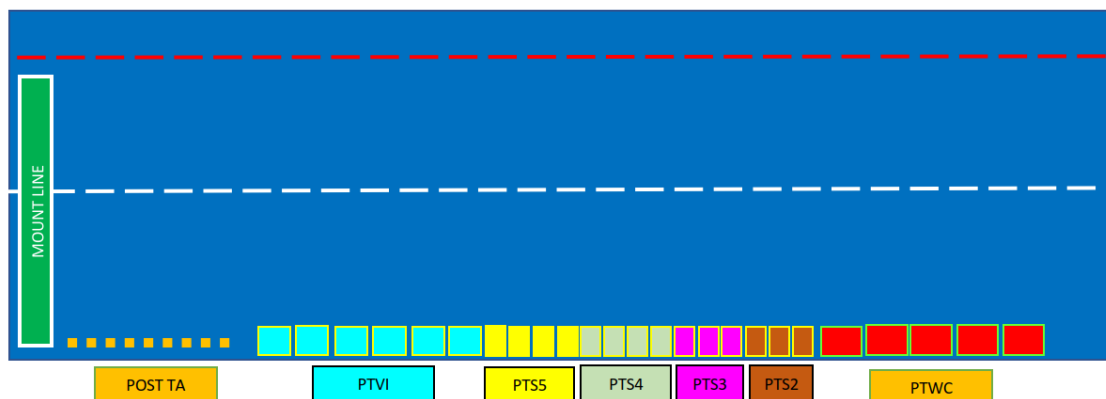 MOUNT LINE
POST TA
PTVI
PTS5
PTS4
PTS3
PTS2
PTWC